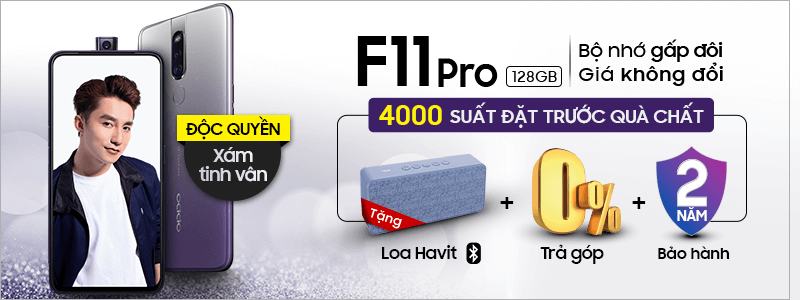 ĐỘC QUYỀN
Xám
tinh vân
oppo
F11 Pro 128GB
Bộ nhớ gấp đôi
Giá không đổi
4000 SUẤT ĐẶT TRƯỚC QUÀ CHẤT
Tặng
Loa Havit
+
0%
Trả góp
+
2
NĂM
Bảo hành